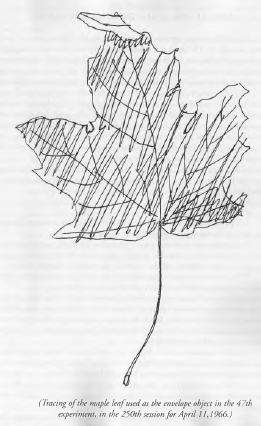 (Tracing of the maple leaf used as the envelope object in the 47th
experiment, in the 250th session for April 11,1966.)